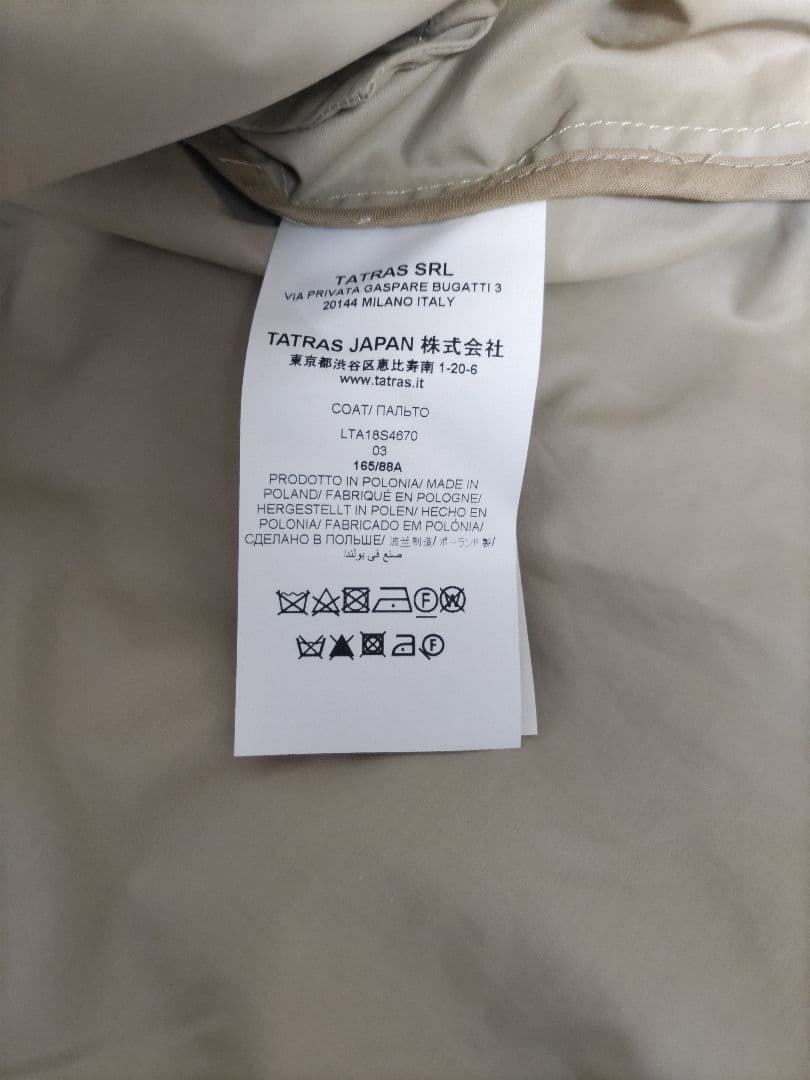 TATRAS SRL
VIA PRIVATA GASPARE BUGATTI 3
20144 MILANO ITALY
TATRAS JAPAN 株式会社
東京都渋谷区恵比寿南 1-20-6
www.tatras.it
COAT/ ПАЛЬТО
LTA18S4670
03
165/88A
PRODOTTO IN POLONIA/ MADE IN
POLAND/ FABRIQUÉ EN POLOGNE/
HERGESTELLT IN POLEN/ HECHO EN
POLONIA/ FABRICADO EM POLÓNIA/
СДЕЛАНО В ПОЛЬШЕ/ 波兰制造/ ポーランド製/
صنع في بولندا
F W
F